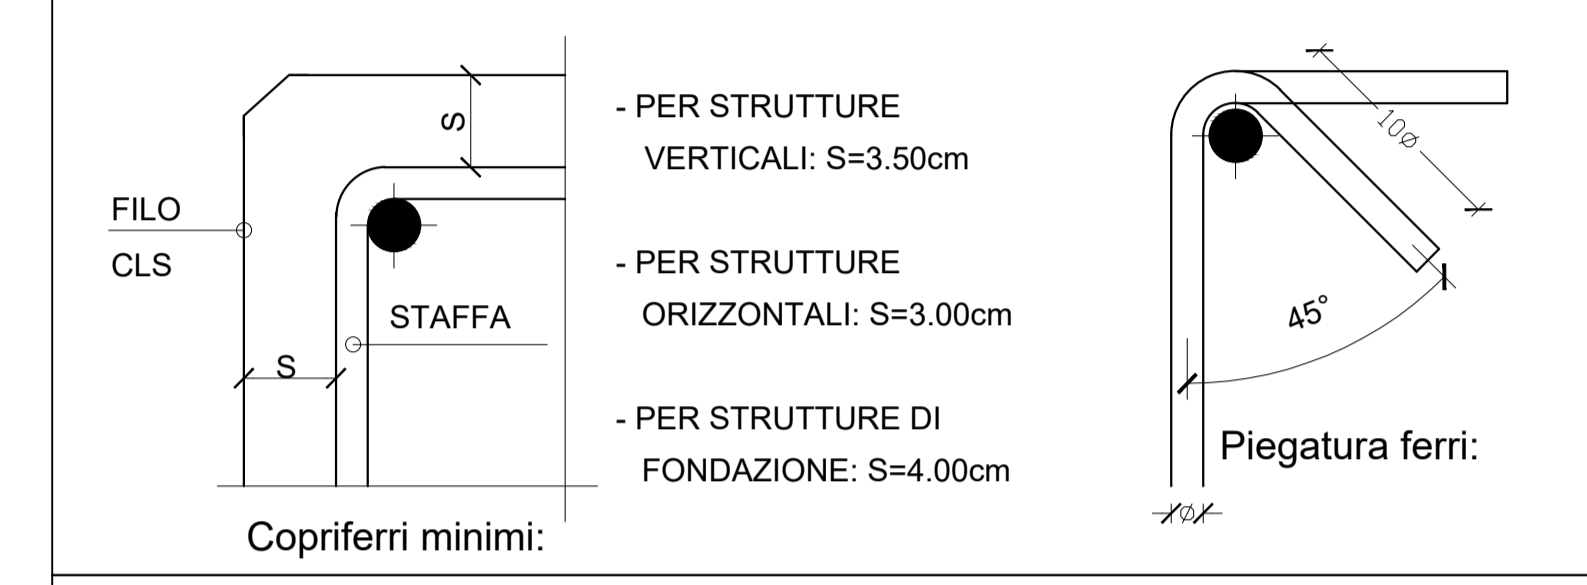 FILO
CLS
S
S
STAFFA
Copriferri minimi:
- PER STRUTTURE
VERTICALI: S=3.50cm
- PER STRUTTURE
ORIZZONTALI: S=3.00cm
- PER STRUTTURE DI
FONDAZIONE: S=4.00cm
10ø
45°
Piegatura ferri:
ø